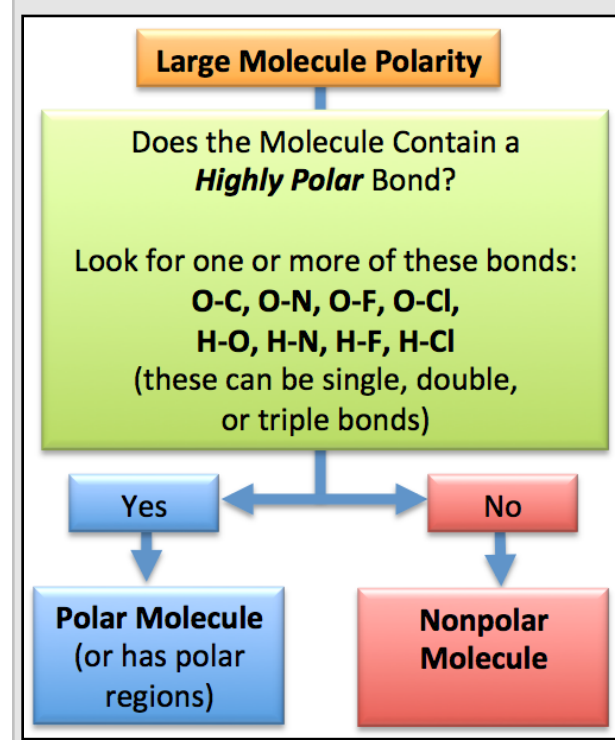 Large Molecule Polarity
Does the Molecule Contain a
Highly Polar Bond?
Look for one or more of these bonds:
O-C, O-N, O-F, O-Cl,
H-O, H-N, H-F, H-Cl
(these can be single, double,
or triple bonds)
Yes
No
Polar Molecule
(or has polar
regions)
Nonpolar
Molecule